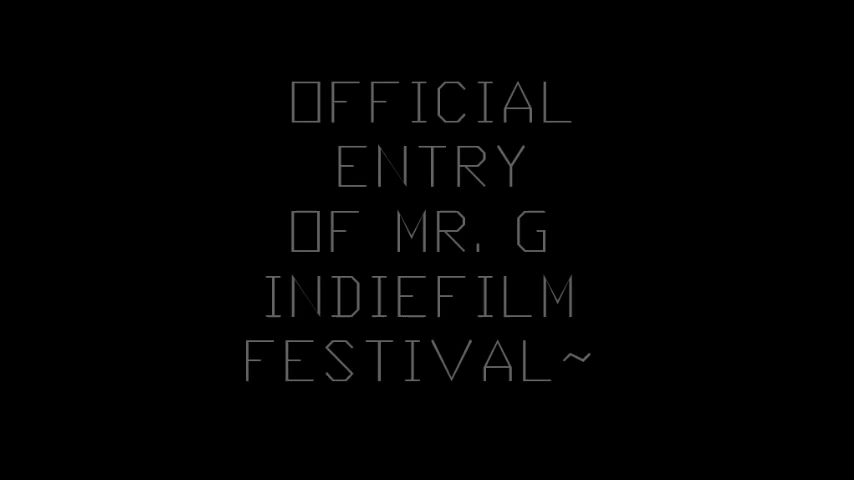 OFFICIAL
ENTRY
OF MR. G
INDIEFILM
FESTIVAL~